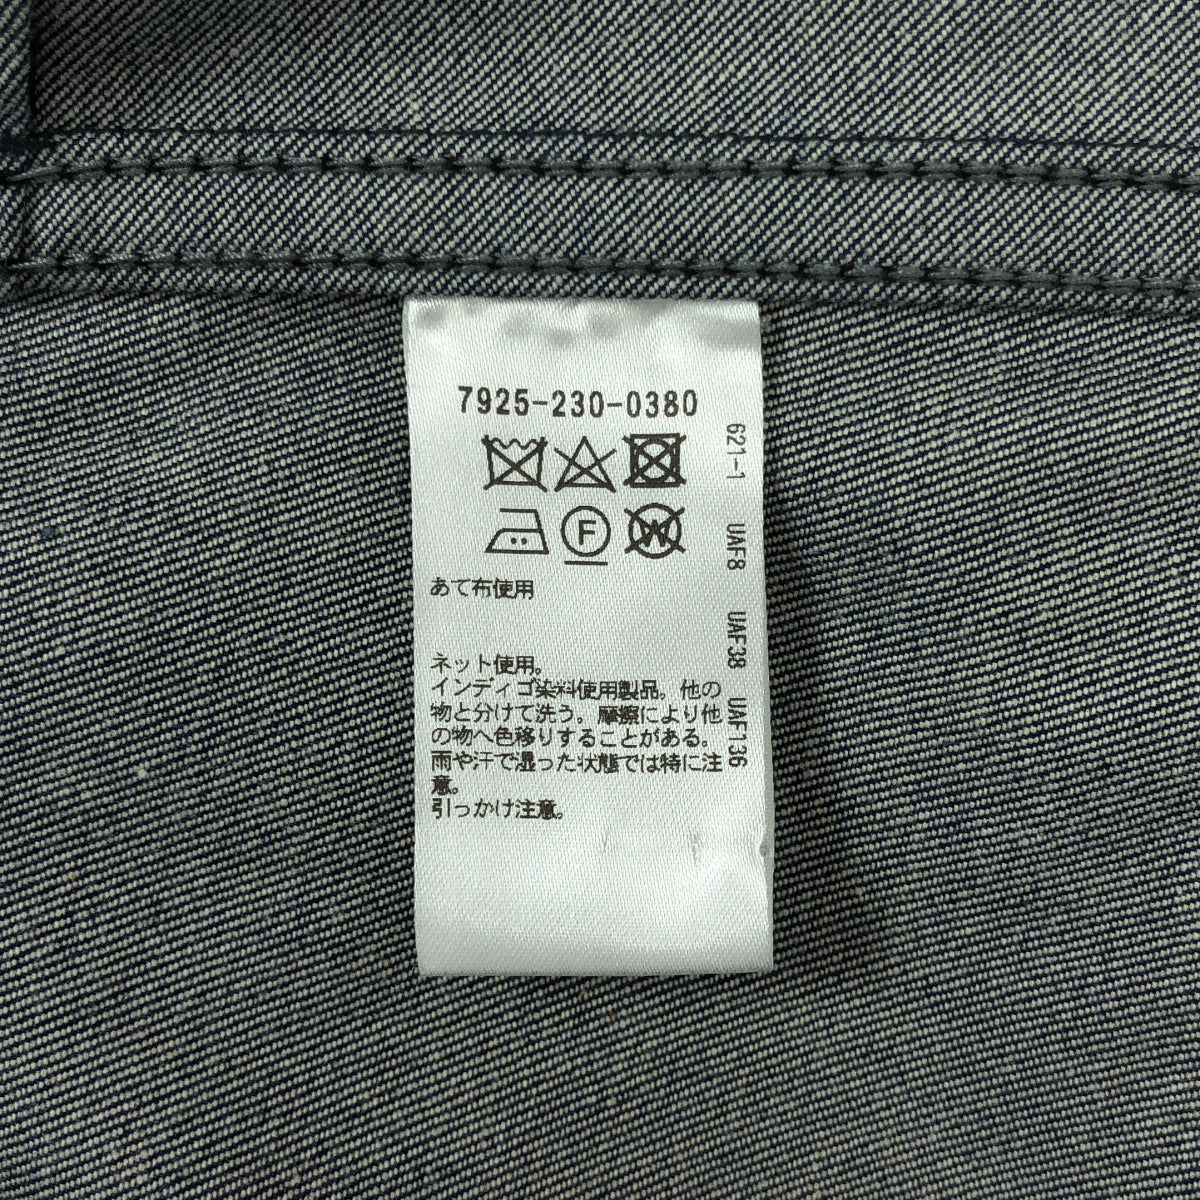 7925-230-0380
F
W
あて布使用
ネット使用。
インディゴ染料使用製品。他の
物と分けて洗う。摩擦により他
の物へ色移りすることがある。
雨や汗で湿った状態では特に注
意。
引っかけ注意。
621-1 UAF8 UAF38 UAF136